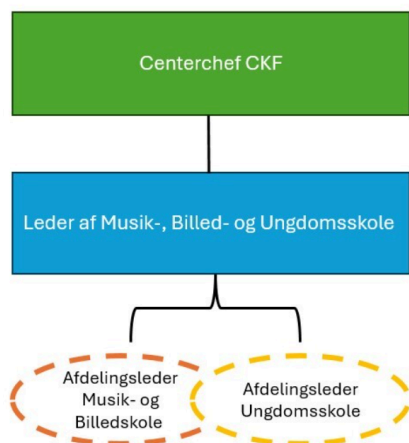 Centerchef CKF
Leder af Musik-, Billed- og Ungdomsskole
Afdelingsleder
Musik- og
Billedskole
Afdelingsleder
Ungdomsskole